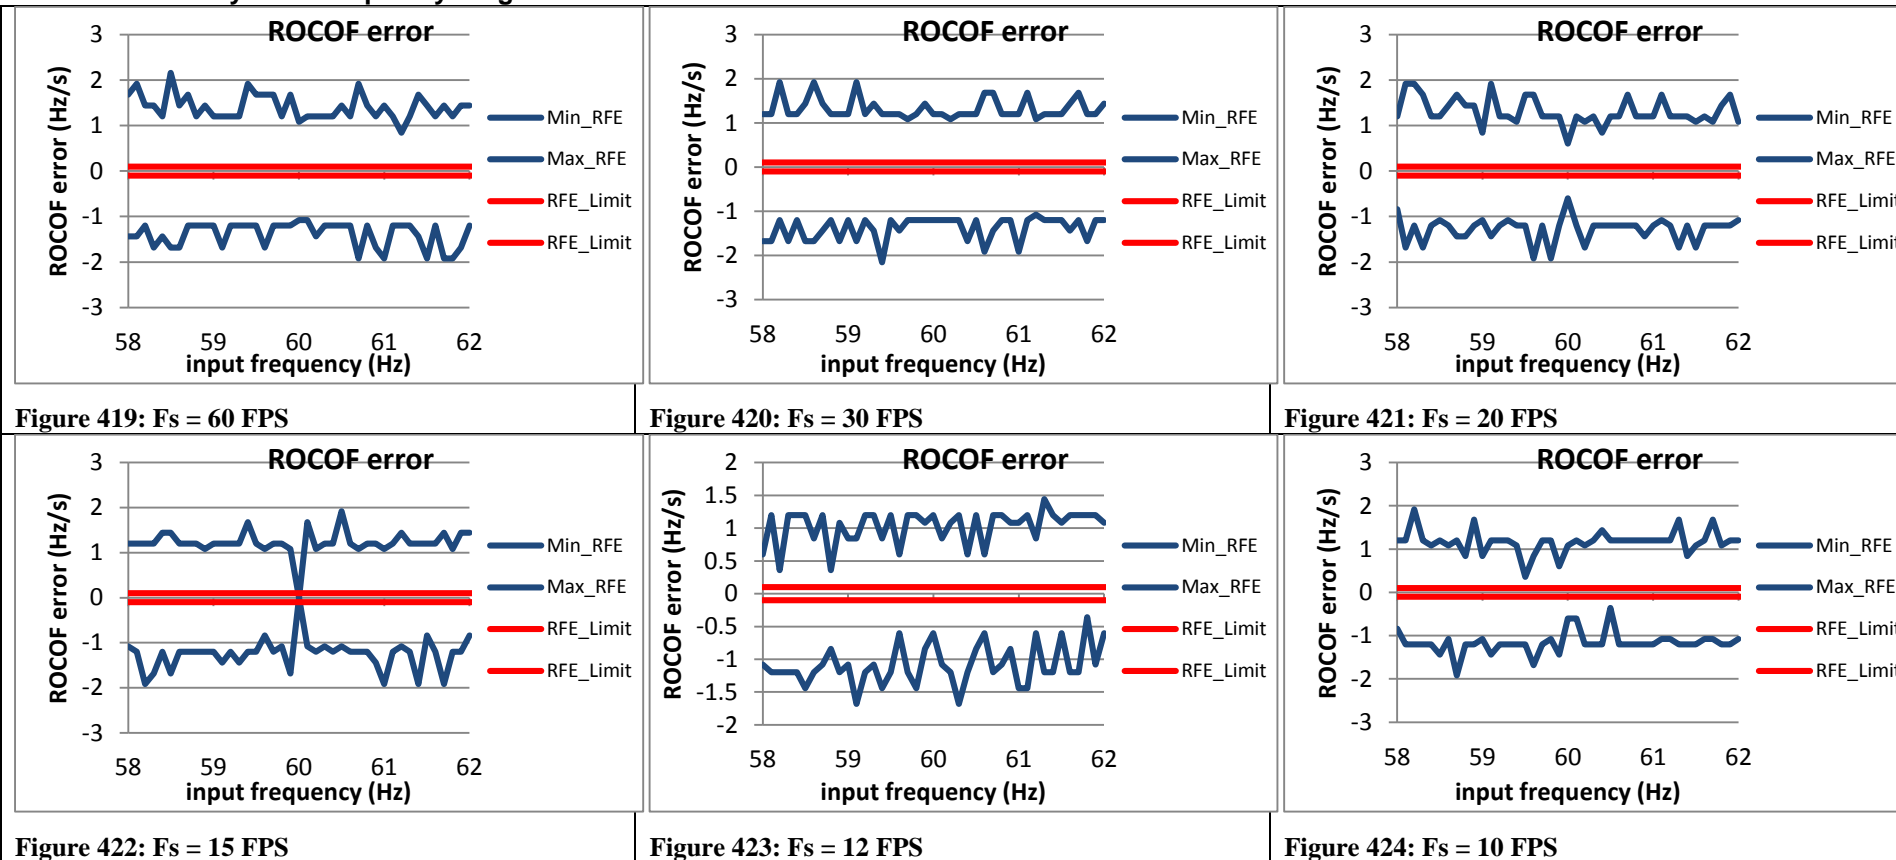 ROCOF error
ROCOF error (Hz/s)
3
2
1
0
-1
-2
-3
58 59 60 61 62
input frequency (Hz)
Min_RFE
Max_RFE
RFE_Limit
RFE_Limit
Figure 419: Fs = 60 FPS
ROCOF error
ROCOF error (Hz/s)
3
2
1
0
-1
-2
-3
58 59 60 61 62
input frequency (Hz)
Min_RFE
Max_RFE
RFE_Limit
RFE_Limit
Figure 420: Fs = 30 FPS
ROCOF error
ROCOF error (Hz/s)
3
2
1
0
-1
-2
-3
58 59 60 61 62
input frequency (Hz)
Min_RFE
Max_RFE
RFE_Limit
RFE_Limit
Figure 421: Fs = 20 FPS
ROCOF error
ROCOF error (Hz/s)
3
2
1
0
-1
-2
-3
58 59 60 61 62
input frequency (Hz)
Min_RFE
Max_RFE
RFE_Limit
RFE_Limit
Figure 422: Fs = 15 FPS
ROCOF error
ROCOF error (Hz/s)
2
1.5
1
0.5
0
-0.5
-1
-1.5
-2
58 59 60 61 62
input frequency (Hz)
Min_RFE
Max_RFE
RFE_Limit
RFE_Limit
Figure 423: Fs = 12 FPS
ROCOF error
ROCOF error (Hz/s)
3
2
1
0
-1
-2
-3
58 59 60 61 62
input frequency (Hz)
Min_RFE
Max_RFE
RFE_Limit
RFE_Limit
Figure 424: Fs = 10 FPS